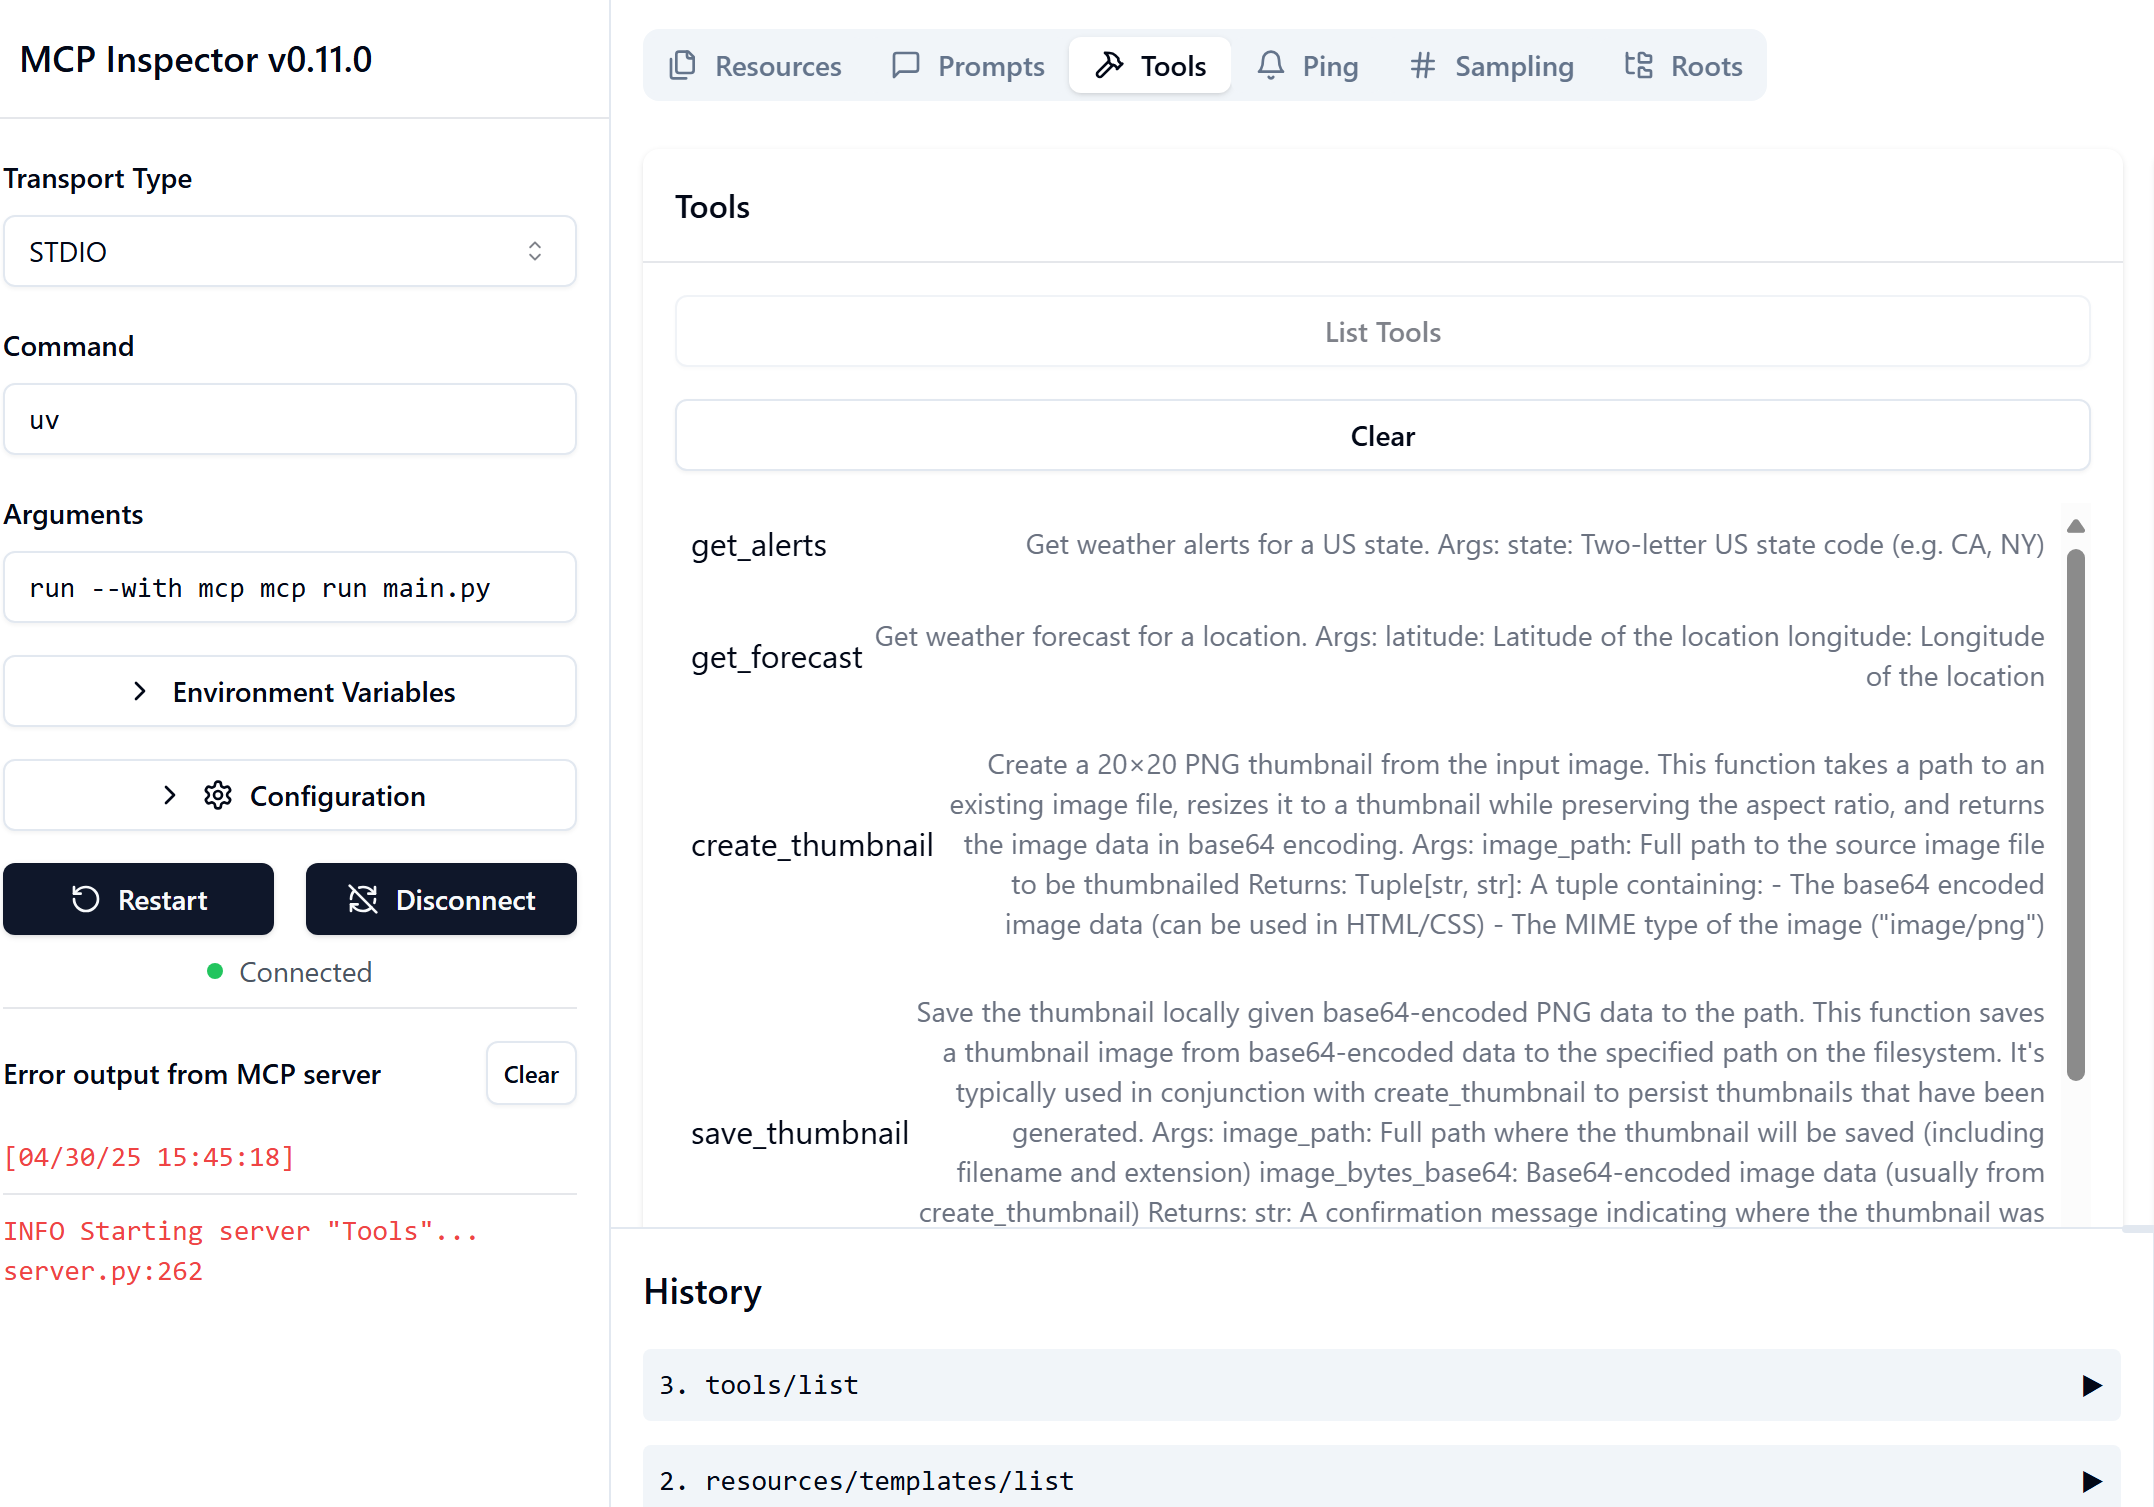 MCP Inspector v0.11.0
Transport Type
STDIO
Command
uv
Arguments
run --with mcp mcp run main.py
Environment Variables
Configuration
Restart
Disconnect
Connected
Error output from MCP server
Clear
[04/30/25 15:45:18]
INFO Starting server "Tools"...
server.py:262
Resources
Prompts
Tools
Ping
Sampling
Roots
Tools
List Tools
Clear
get_alerts
Get weather alerts for a US state. Args: state: Two-letter US state code (e.g. CA, NY)
get_forecast
Get weather forecast for a location. Args: latitude: Latitude of the location longitude: Longitude
of the location
create_thumbnail
Create a 20×20 PNG thumbnail from the input image. This function takes a path to an
existing image file, resizes it to a thumbnail while preserving the aspect ratio, and returns
the image data in base64 encoding. Args: image_path: Full path to the source image file
to be thumbnailed Returns: Tuple[str, str]: A tuple containing: - The base64 encoded
image data (can be used in HTML/CSS) - The MIME type of the image ("image/png")
save_thumbnail
Save the thumbnail locally given base64-encoded PNG data to the path. This function saves
a thumbnail image from base64-encoded data to the specified path on the filesystem. It's
typically used in conjunction with create_thumbnail to persist thumbnails that have been
generated. Args: image_path: Full path where the thumbnail will be saved (including
filename and extension) image_bytes_base64: Base64-encoded image data (usually from
create_thumbnail) Returns: str: A confirmation message indicating where the thumbnail was
History
3. tools/list
2. resources/templates/list